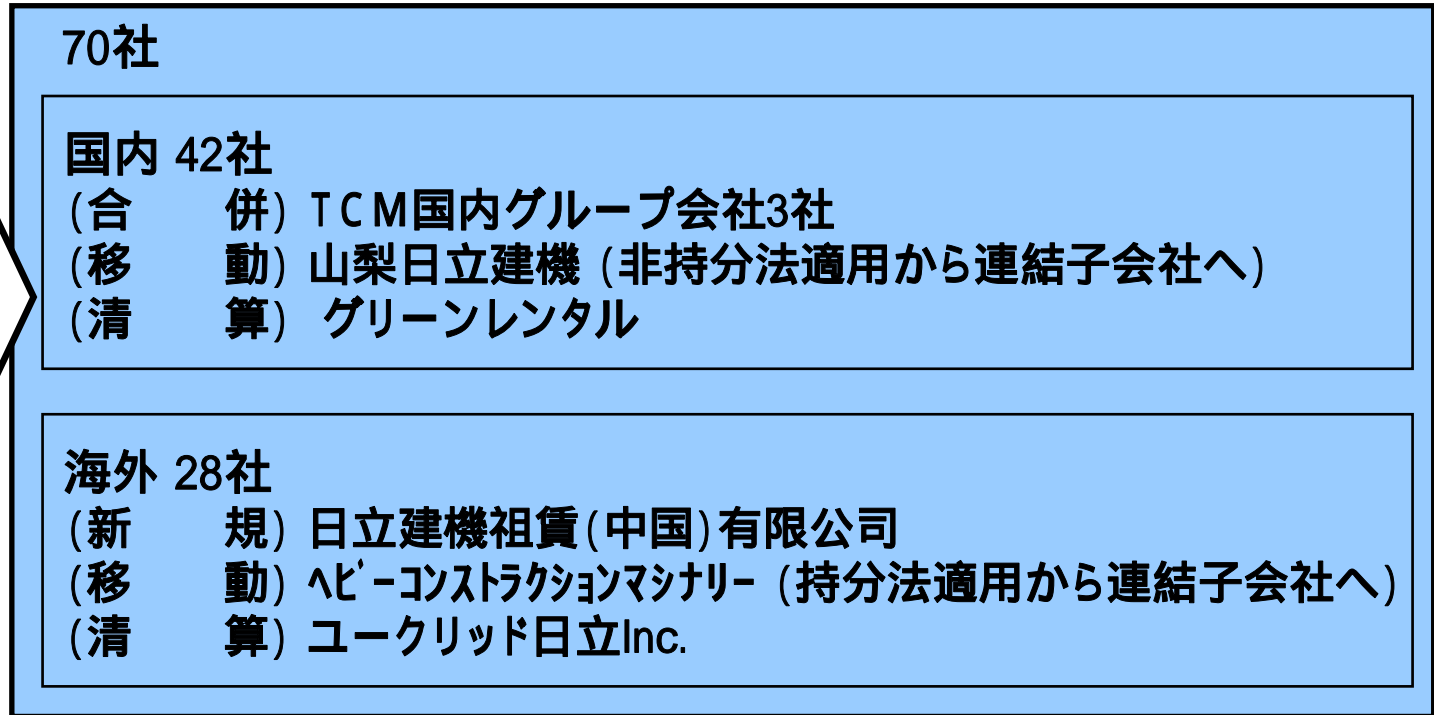 70社
国内 42社
(合　　併) TCM国内グループ会社3社
(移　　動) 山梨日立建機 (非持分法適用から連結子会社へ)
(清　　算) グリーンレンタル
海外 28社
(新　　規) 日立建機祖賃(中国)有限公司
(移　　動) ﾍﾋﾞｰｺﾝｽﾄﾗｸｼｮﾝﾏｼﾅﾘｰ (持分法適用から連結子会社へ)
(清　　算) ユークリッド日立Inc.